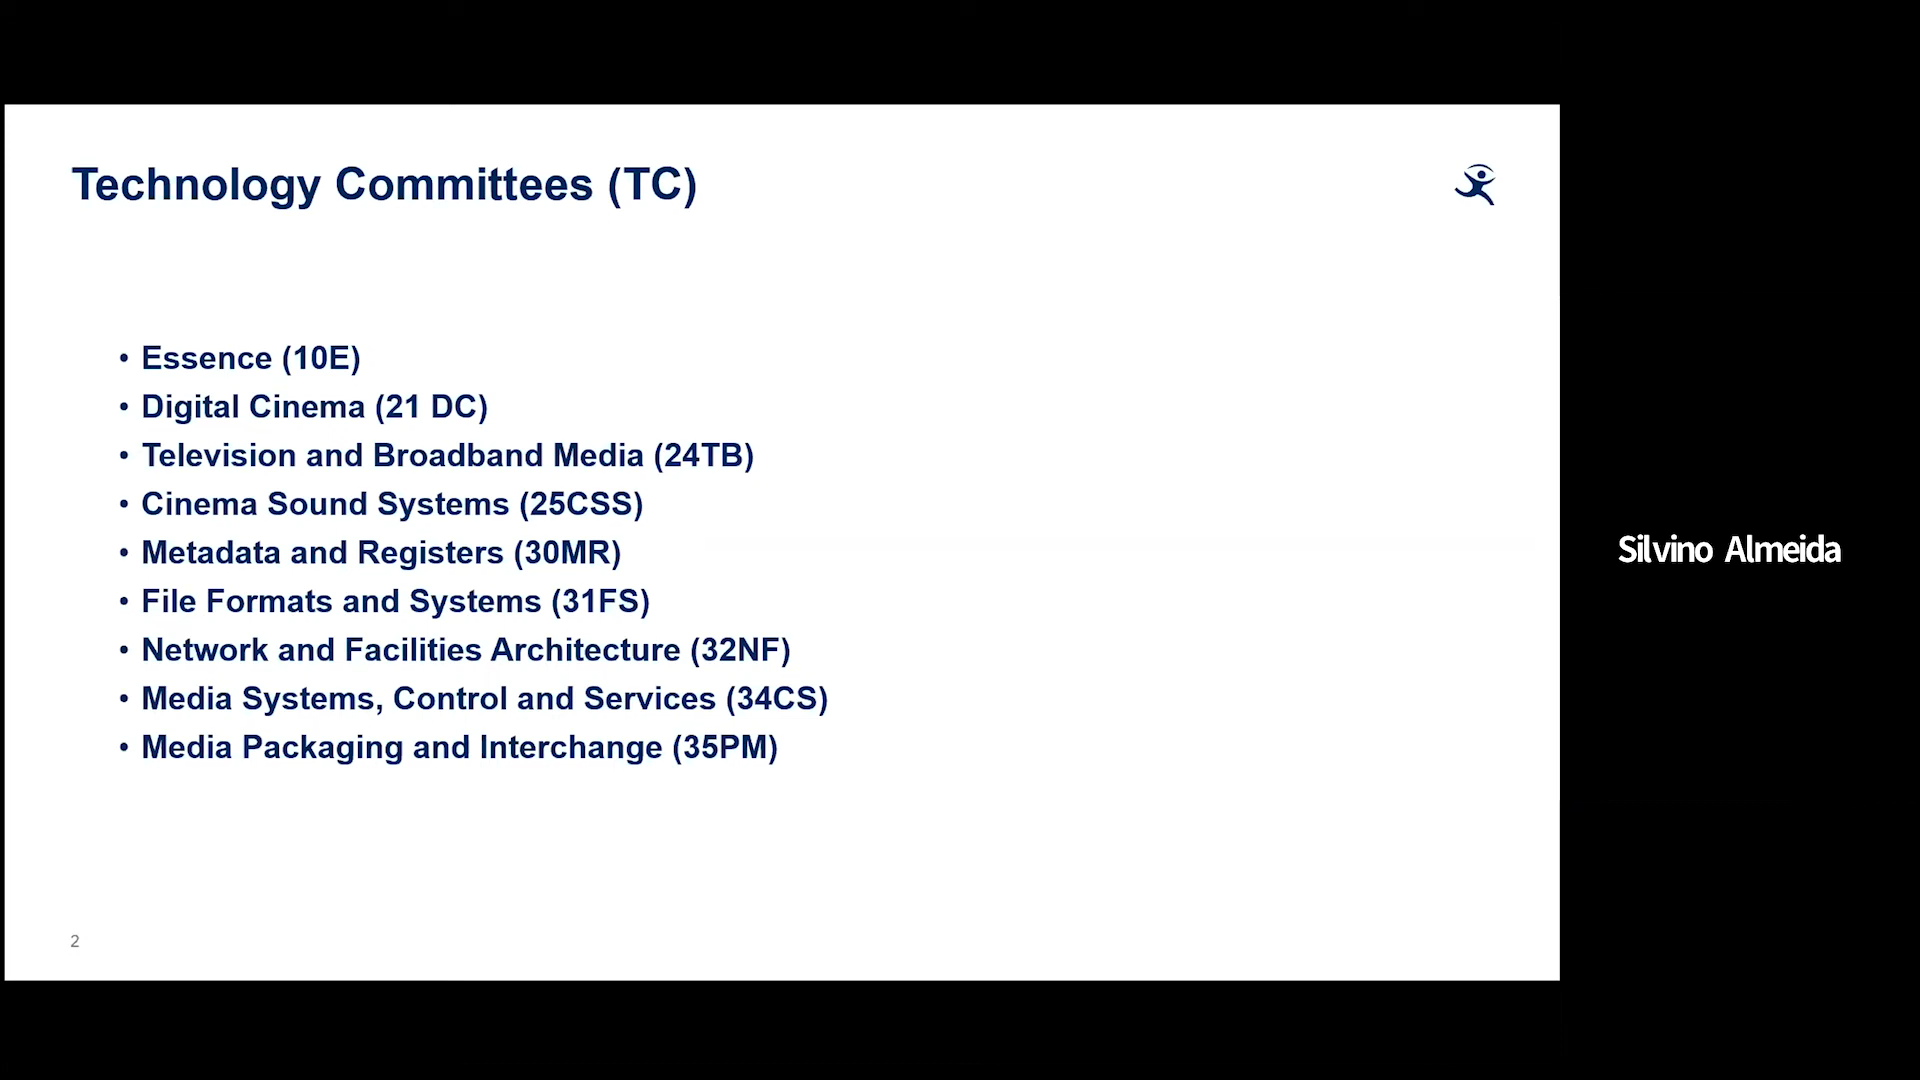 Technology Committees (TC)
• Essence (10E)
• Digital Cinema (21 DC)
• Television and Broadband Media (24TB)
• Cinema Sound Systems (25CSS)
• Metadata and Registers (30MR)
• File Formats and Systems (31FS)
• Network and Facilities Architecture (32NF)
• Media Systems, Control and Services (34CS)
• Media Packaging and Interchange (35PM)
2
Silvino Almeida